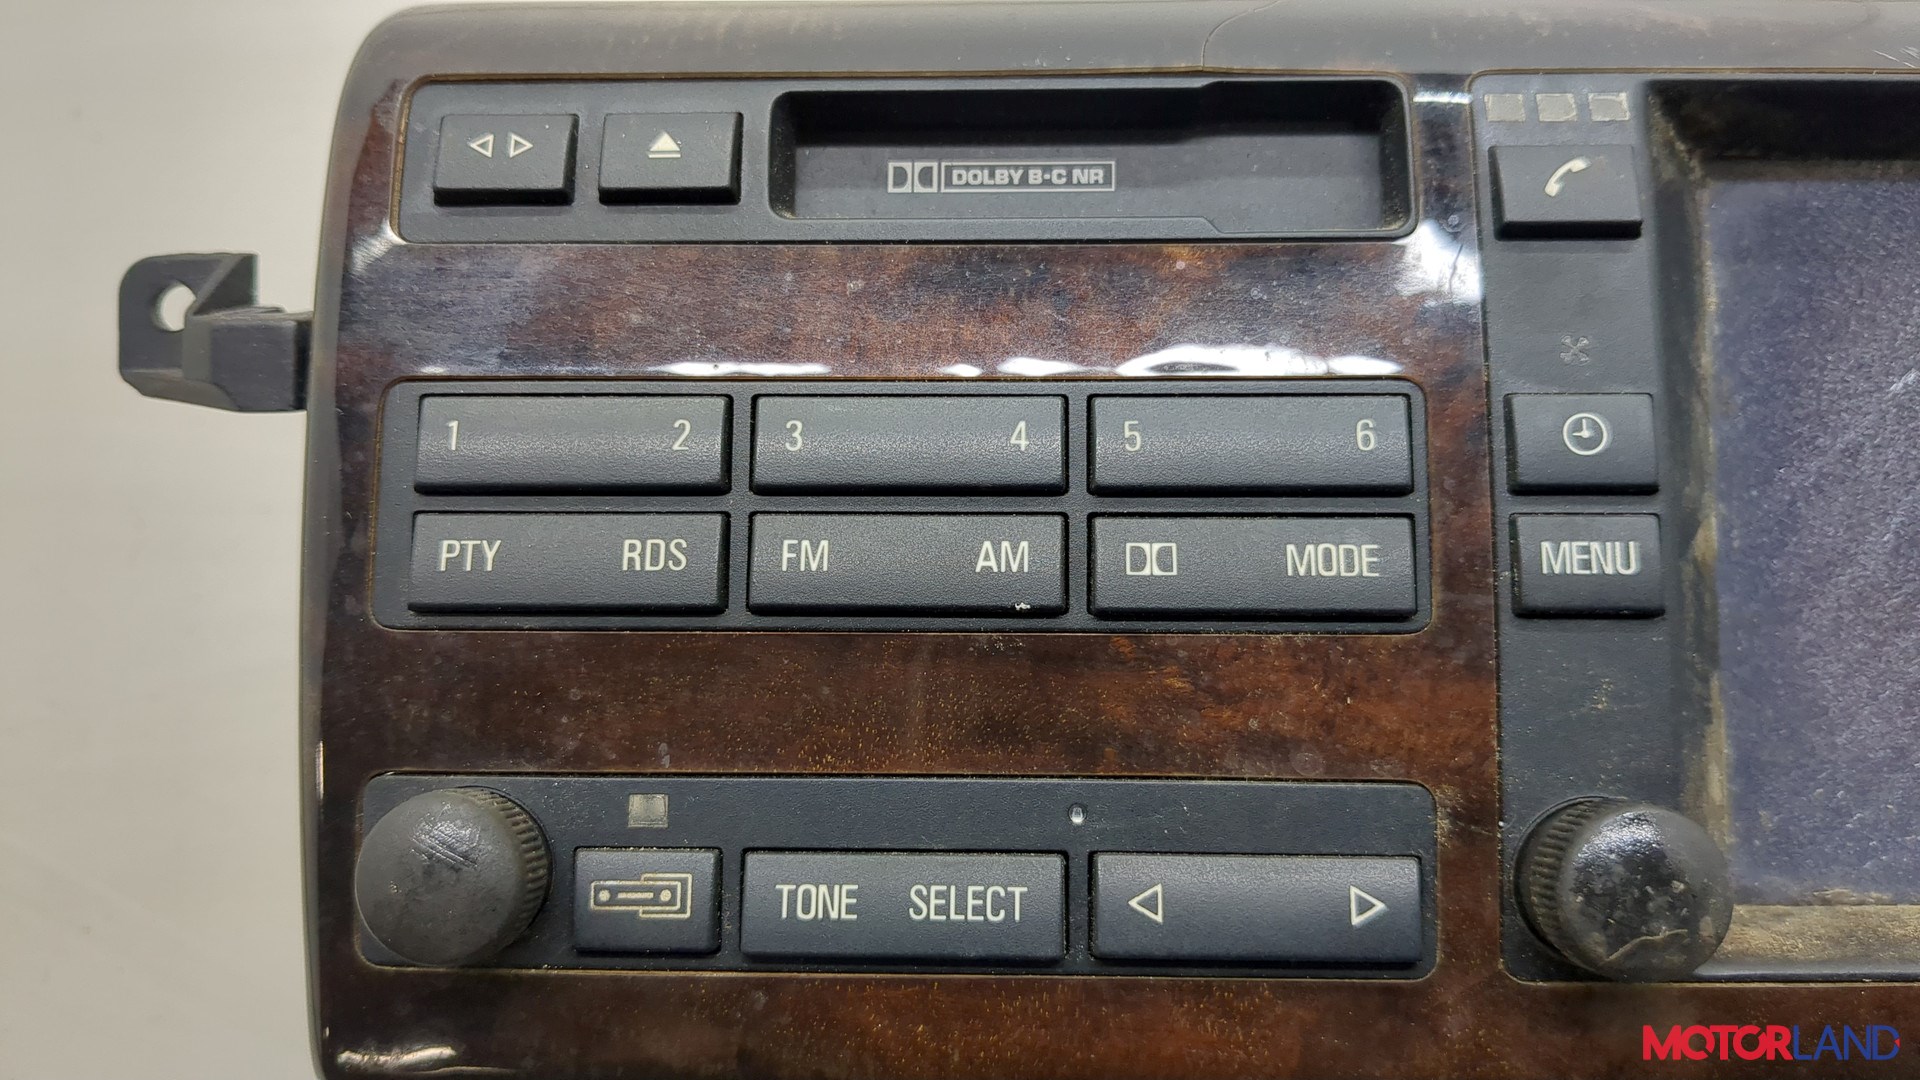 DOLBY B·C NR
1 2 3 4 5 6
PTY RDS FM AM MODE MENU
TONE SELECT
MOTORLAND